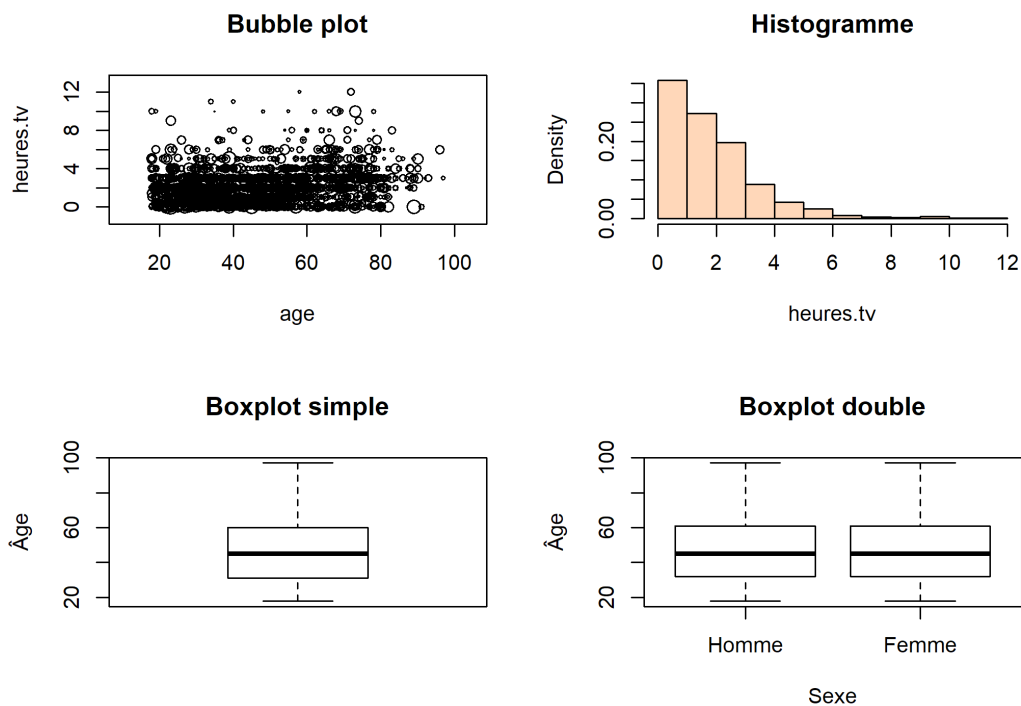 Bubble plot
heures.tv
12
8
4
0
20 40 60 80 100
age
Histogramme
Density
0.20
0.00
0 2 4 6 8 10 12
heures.tv
Boxplot simple
Âge
100
60
20
Boxplot double
Âge
100
60
20
Homme Femme
Sexe